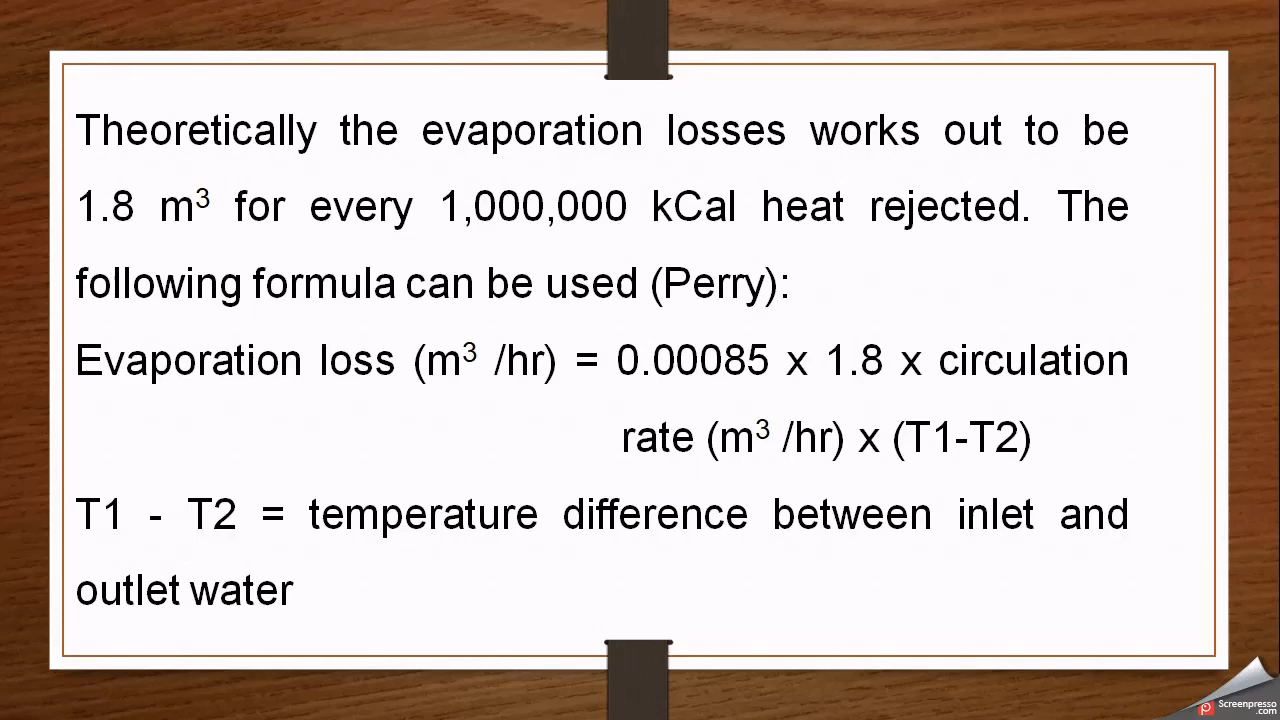 Theoretically the evaporation losses works out to be
1.8 m³ for every 1,000,000 kCal heat rejected. The
following formula can be used (Perry):
Evaporation loss (m³ /hr) = 0.00085 x 1.8 x circulation
rate (m³ /hr) x (T1-T2)
T1 - T2 = temperature difference between inlet and
outlet water
Screenpresso
.com